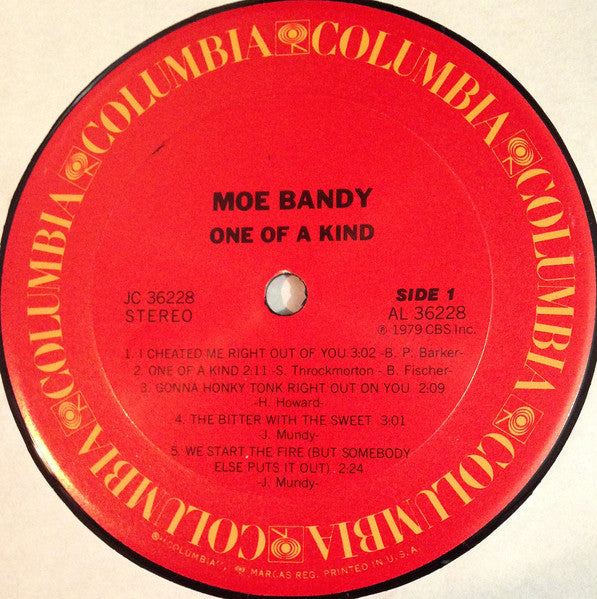 COLUMBIA COLUMBIA COLUMBIA COLUMBIA COLUMBIA COLUMBIA
MOE BANDY
ONE OF A KIND
JC 36228
STEREO
SIDE 1
AL 36228
Ⓟ 1979 CBS Inc.
1. I CHEATED ME RIGHT OUT OF YOU 3:02 -B. P. Barker-
2. ONE OF A KIND 2:11 -S. Throckmorton - B. Fischer-
3. GONNA HONKY TONK RIGHT OUT ON YOU 2:09
-H. Howard-
4. THE BITTER WITH THE SWEET 3:01
-J. Mundy-
5. WE START THE FIRE (BUT SOMEBODY
ELSE PUTS IT OUT) 2:24
-J. Mundy-
"COLUMBIA", MARCAS REG. PRINTED IN U.S.A.